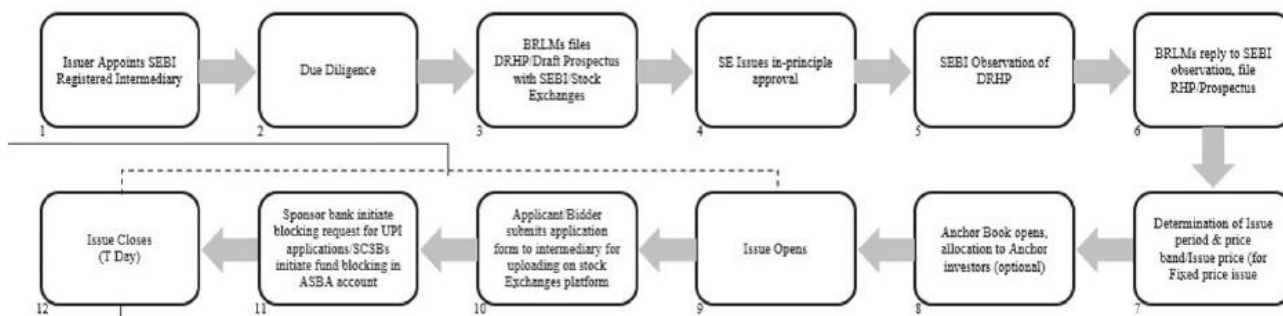 Issuer Appoints SEBI
Registered Intermediary
1
Due Diligence
2
BRLMs files
DRHP/Draft Prospectus
with SEBI/Stock
Exchanges
3
SE Issues in-principle
approval
4
SEBI Observation of
DRHP
5
BRLMs reply to SEBI
observation, file
RHP/Prospectus
6
Determination of Issue
period & price
band/Issue price (for
Fixed price issue
7
Anchor Book opens,
allocation to Anchor
investors (optional)
8
Issue Opens
9
Applicant/Bidder
submits application
form to intermediary for
uploading on stock
Exchanges platform
10
Sponsor bank initiate
blocking request for UPI
applications/SCSBs
initiate fund blocking in
ASBA account
11
Issue Closes
(T Day)
12